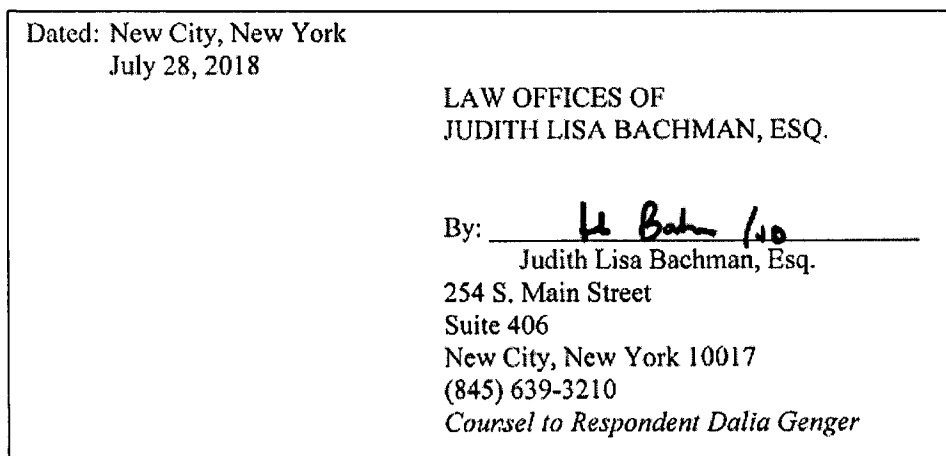 Dated: New City, New York
July 28, 2018
LAW OFFICES OF
JUDITH LISA BACHMAN, ESQ.
By:
Judith Lisa Bachman, Esq.
254 S. Main Street
Suite 406
New City, New York 10017
(845) 639-3210
Counsel to Respondent Dalia Genger